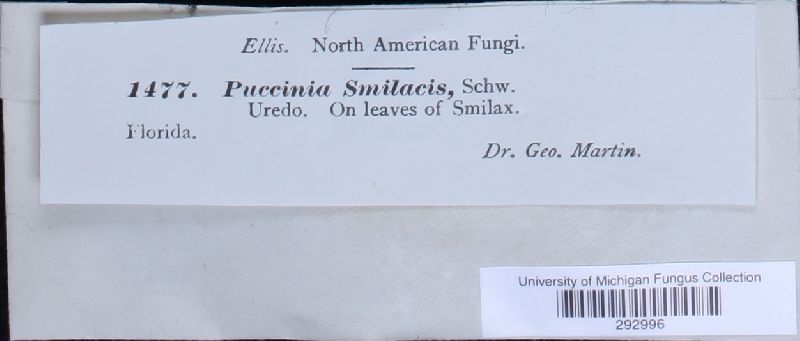 Ellis. North American Fungi.
1477. Puccinia Smilacis, Schw.
Uredo. On leaves of Smilax.
Florida.
Dr. Geo. Martin.
University of Michigan Fungus Collection
292996